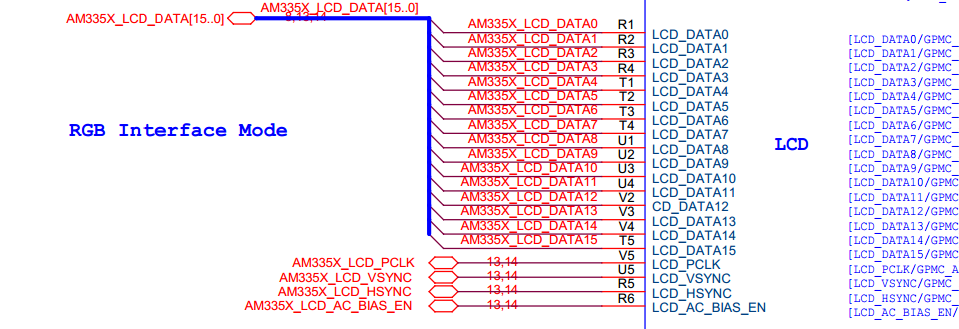 AM335X_LCD_DATA[15..0]
AM335X_LCD_DATA[15..0]
8,13,14
RGB Interface Mode
LCD
AM335X_LCD_DATA0 R1 LCD_DATA0 [LCD_DATA0/GPMC_
AM335X_LCD_DATA1 R2 LCD_DATA1 [LCD_DATA1/GPMC_
AM335X_LCD_DATA2 R3 LCD_DATA2 [LCD_DATA2/GPMC_
AM335X_LCD_DATA3 R4 LCD_DATA3 [LCD_DATA3/GPMC_
AM335X_LCD_DATA4 T1 LCD_DATA4 [LCD_DATA4/GPMC_
AM335X_LCD_DATA5 T2 LCD_DATA5 [LCD_DATA5/GPMC_
AM335X_LCD_DATA6 T3 LCD_DATA6 [LCD_DATA6/GPMC_
AM335X_LCD_DATA7 T4 LCD_DATA7 [LCD_DATA7/GPMC_
AM335X_LCD_DATA8 U1 LCD_DATA8 [LCD_DATA8/GPMC_
AM335X_LCD_DATA9 U2 LCD_DATA9 [LCD_DATA9/GPMC_
AM335X_LCD_DATA10 U3 LCD_DATA10 [LCD_DATA10/GPMC
AM335X_LCD_DATA11 U4 LCD_DATA11 [LCD_DATA11/GPMC
AM335X_LCD_DATA12 V2 CD_DATA12 [LCD_DATA12/GPMC
AM335X_LCD_DATA13 V3 LCD_DATA13 [LCD_DATA13/GPMC
AM335X_LCD_DATA14 V4 LCD_DATA14 [LCD_DATA14/GPMC
AM335X_LCD_DATA15 T5 LCD_DATA15 [LCD_DATA15/GPMC
AM335X_LCD_PCLK 13,14 V5 LCD_PCLK [LCD_PCLK/GPMC_A
AM335X_LCD_VSYNC 13,14 U5 LCD_VSYNC [LCD_VSYNC/GPMC_
AM335X_LCD_HSYNC 13,14 R5 LCD_HSYNC [LCD_HSYNC/GPMC_
AM335X_LCD_AC_BIAS_EN 13,14 R6 LCD_AC_BIAS_EN [LCD_AC_BIAS_EN/